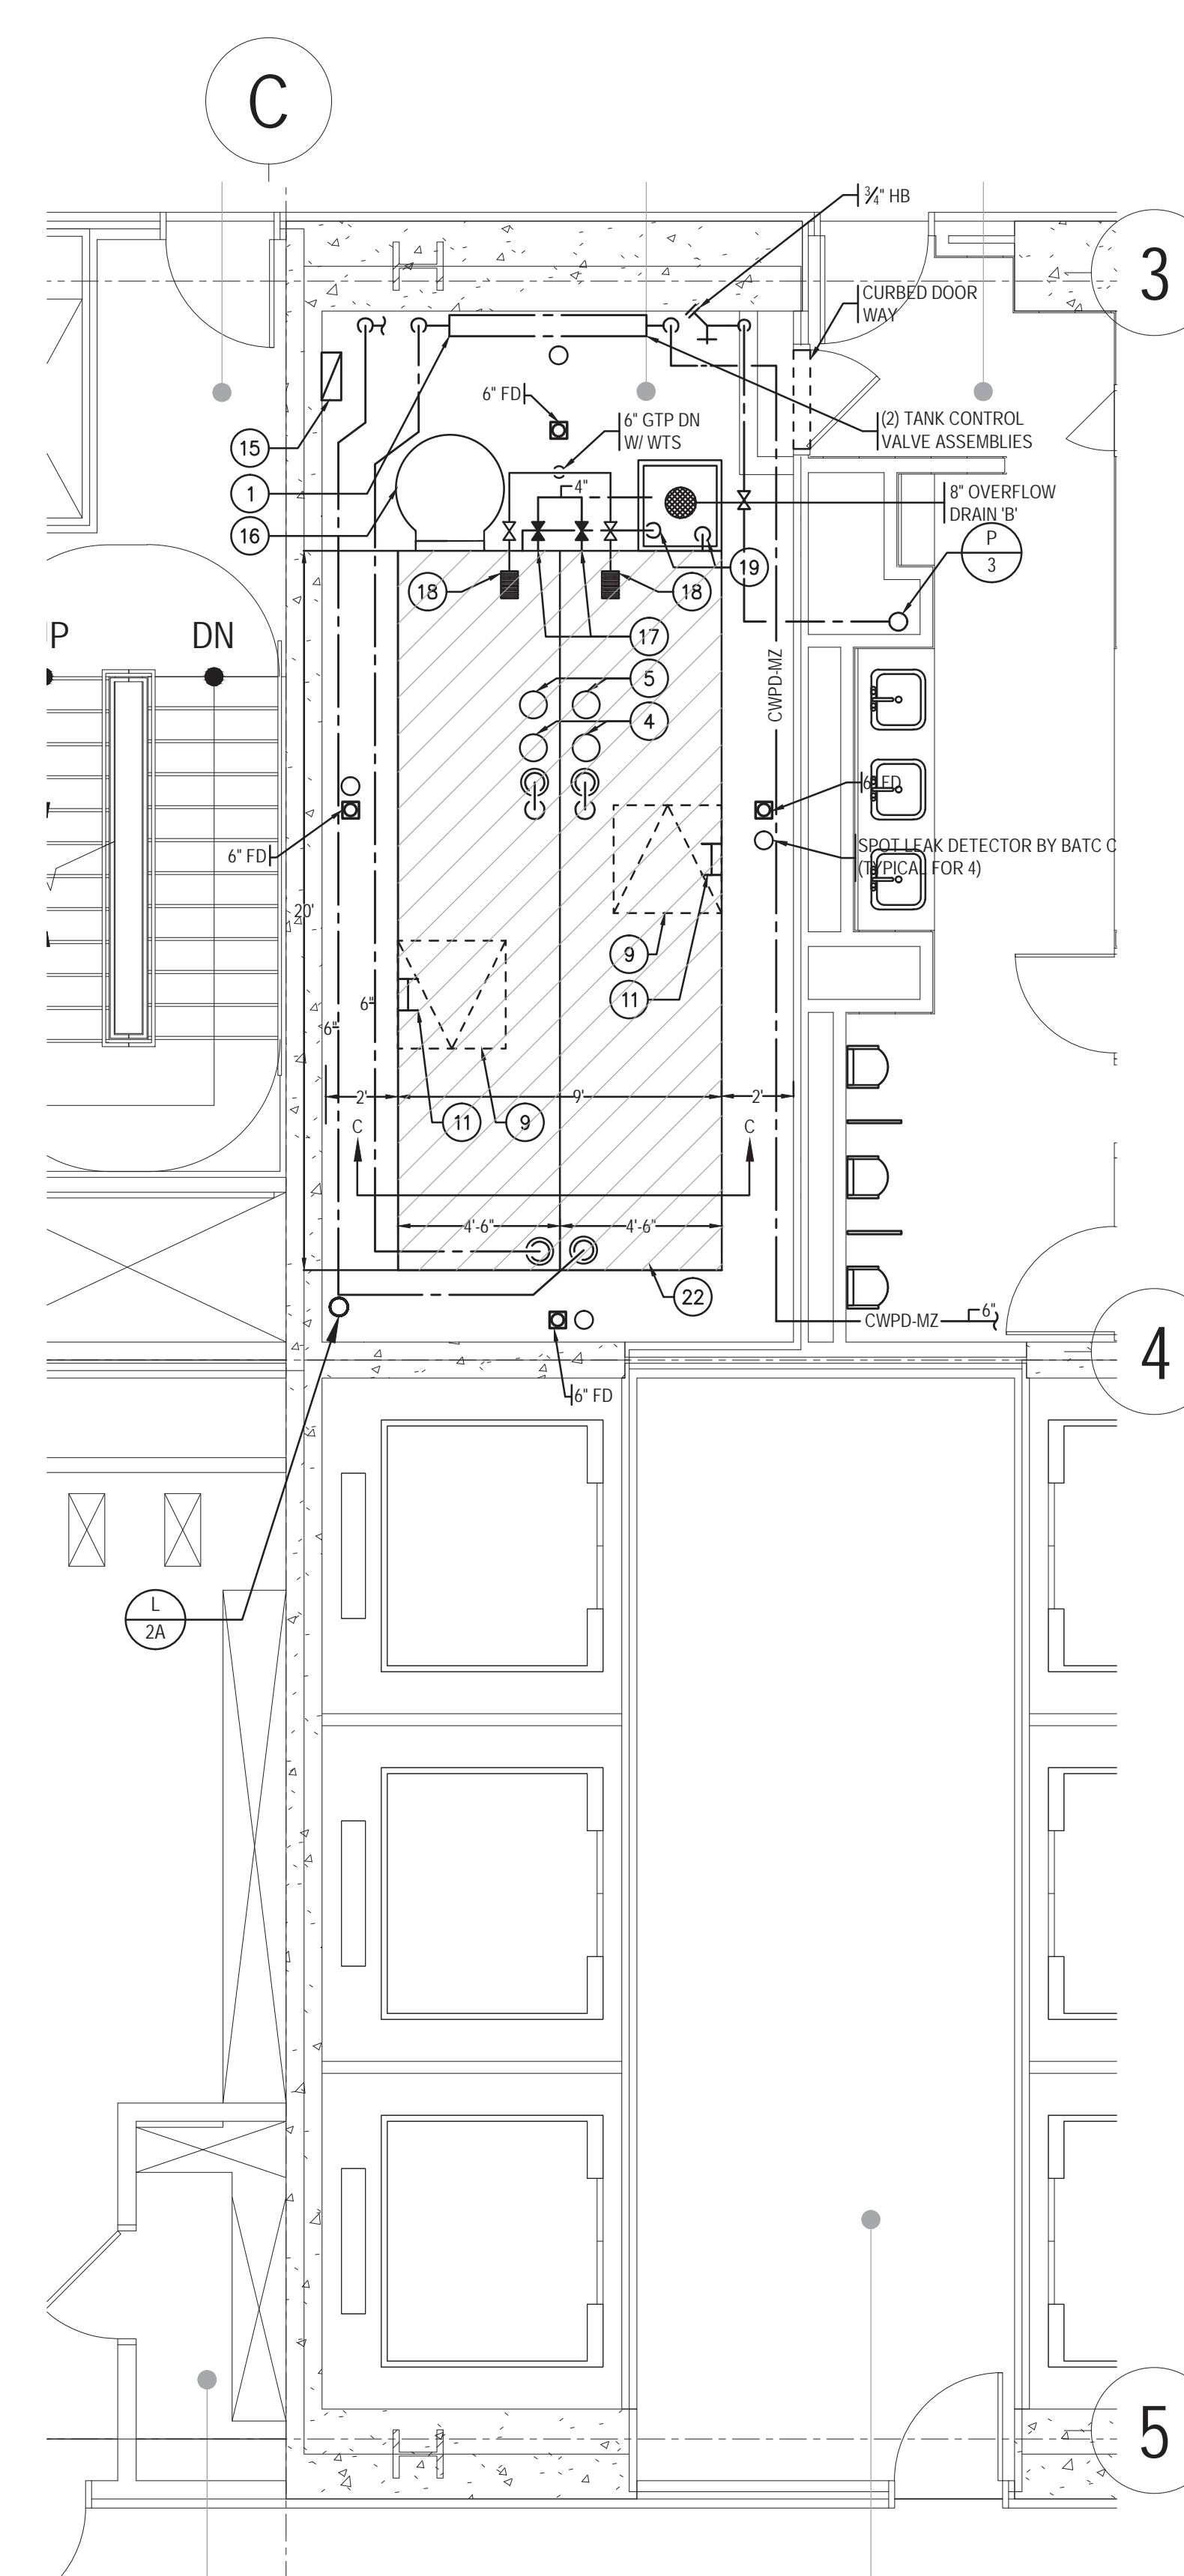 C
3/4" HB
3
CURBED DOOR
WAY
6" FD
6" GTP DN
W/ WTS
(2) TANK CONTROL
VALVE ASSEMBLIES
15
1
4"
8" OVERFLOW
DRAIN 'B'
16
P
3
19
18
18
17
DN
CWPD-MZ
5
4
6" FD
6" FD
SPOT LEAK DETECTOR BY BATC C
(TYPICAL FOR 4)
20'
9
11
6"
6"
2'
9'
2'
11
9
C
C
4'-6"
4'-6"
22
6"
CWPD-MZ
4
6" FD
L
2A
5